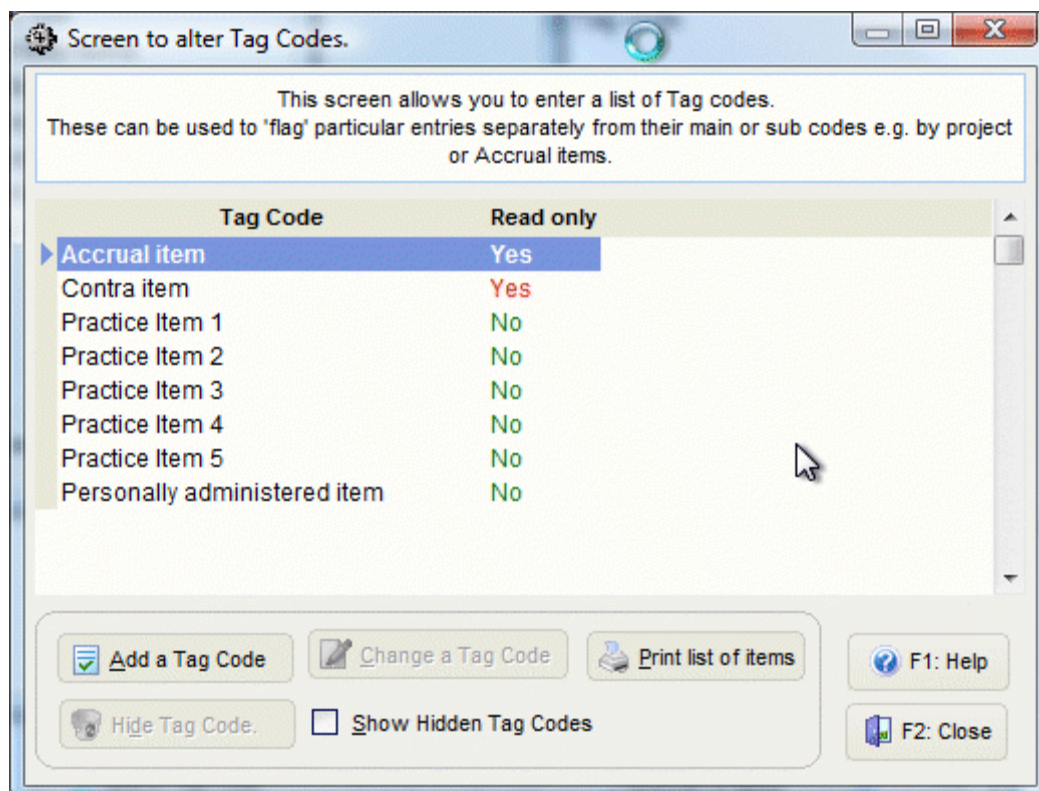 Screen to alter Tag Codes.
This screen allows you to enter a list of Tag codes.
These can be used to 'flag' particular entries separately from their main or sub codes e.g. by project
or Accrual items.
Tag Code Read only
Accrual item Yes
Contra item Yes
Practice Item 1 No
Practice Item 2 No
Practice Item 3 No
Practice Item 4 No
Practice Item 5 No
Personally administered item No
Add a Tag Code Change a Tag Code Print list of items F1: Help
Hide Tag Code. Show Hidden Tag Codes F2: Close